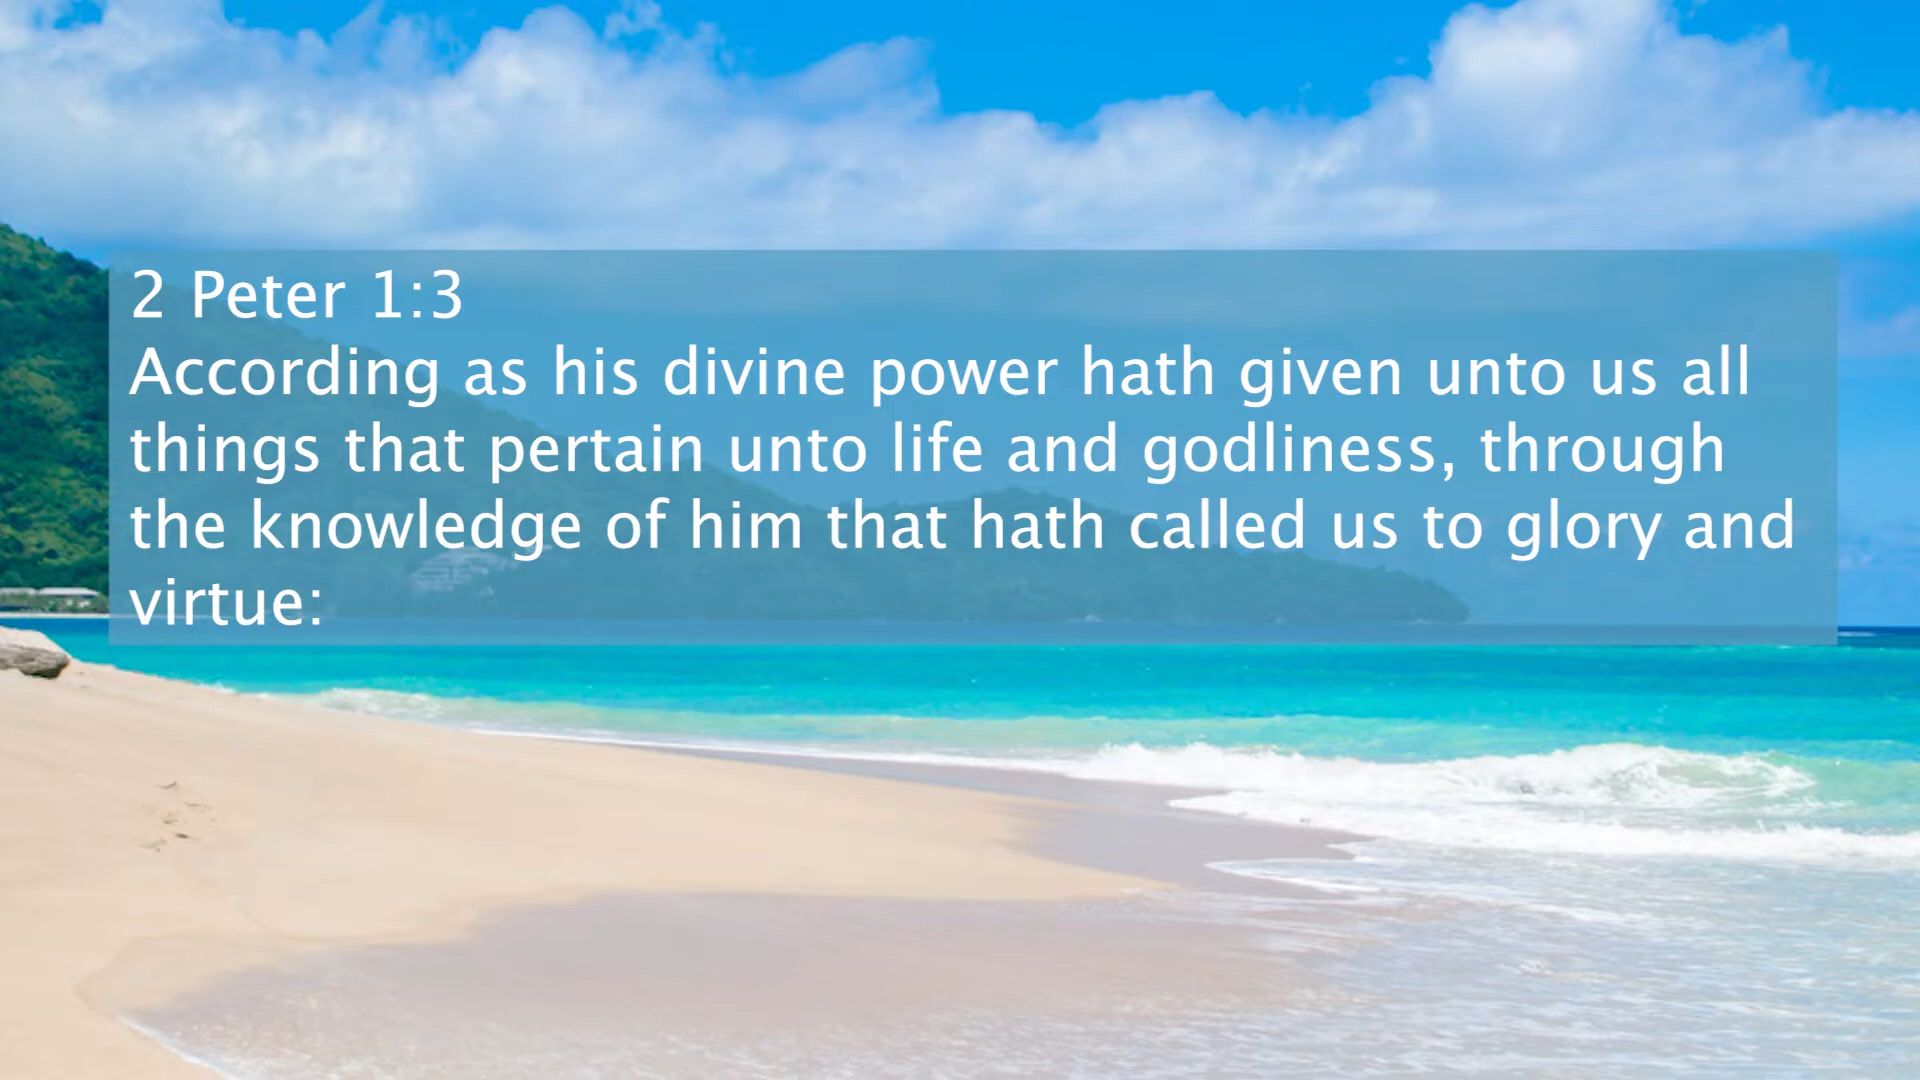 2 Peter 1:3
According as his divine power hath given unto us all
things that pertain unto life and godliness, through
the knowledge of him that hath called us to glory and
virtue: